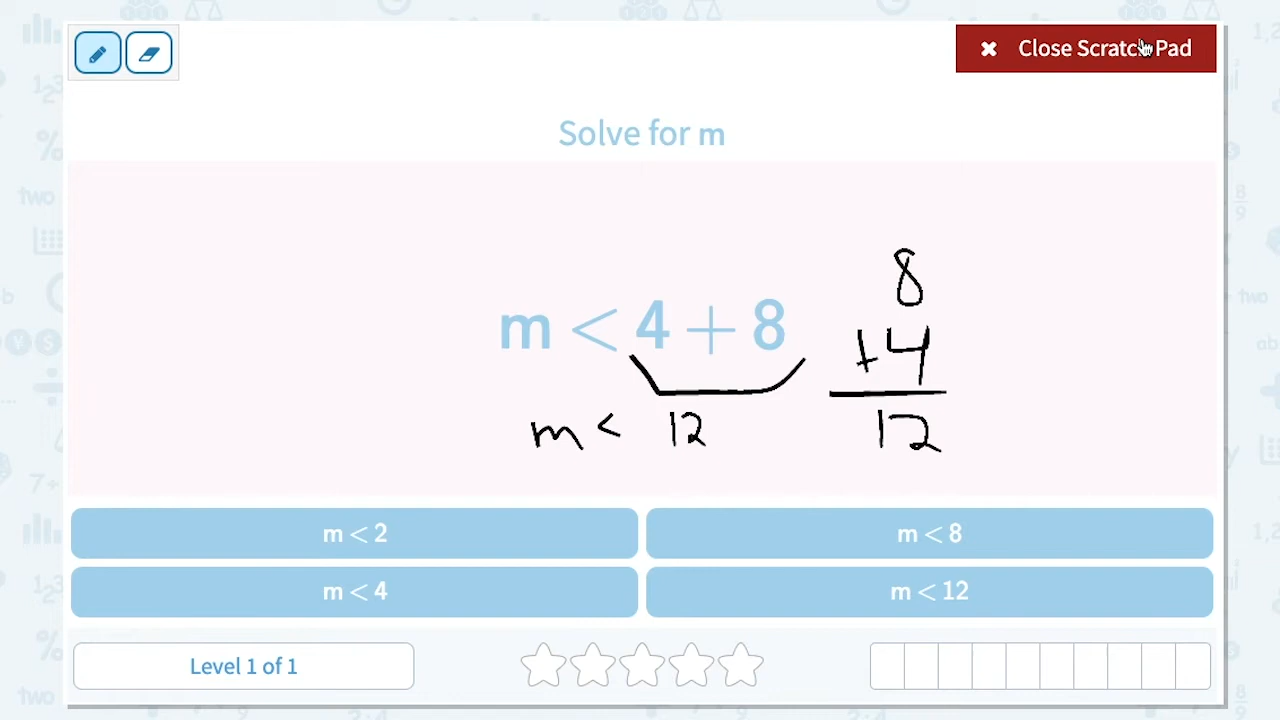 ✖ Close Scratch Pad
Solve for m
m < 4 + 8
8
+4
12
m < 12
m < 2
m < 8
m < 4
m < 12
Level 1 of 1